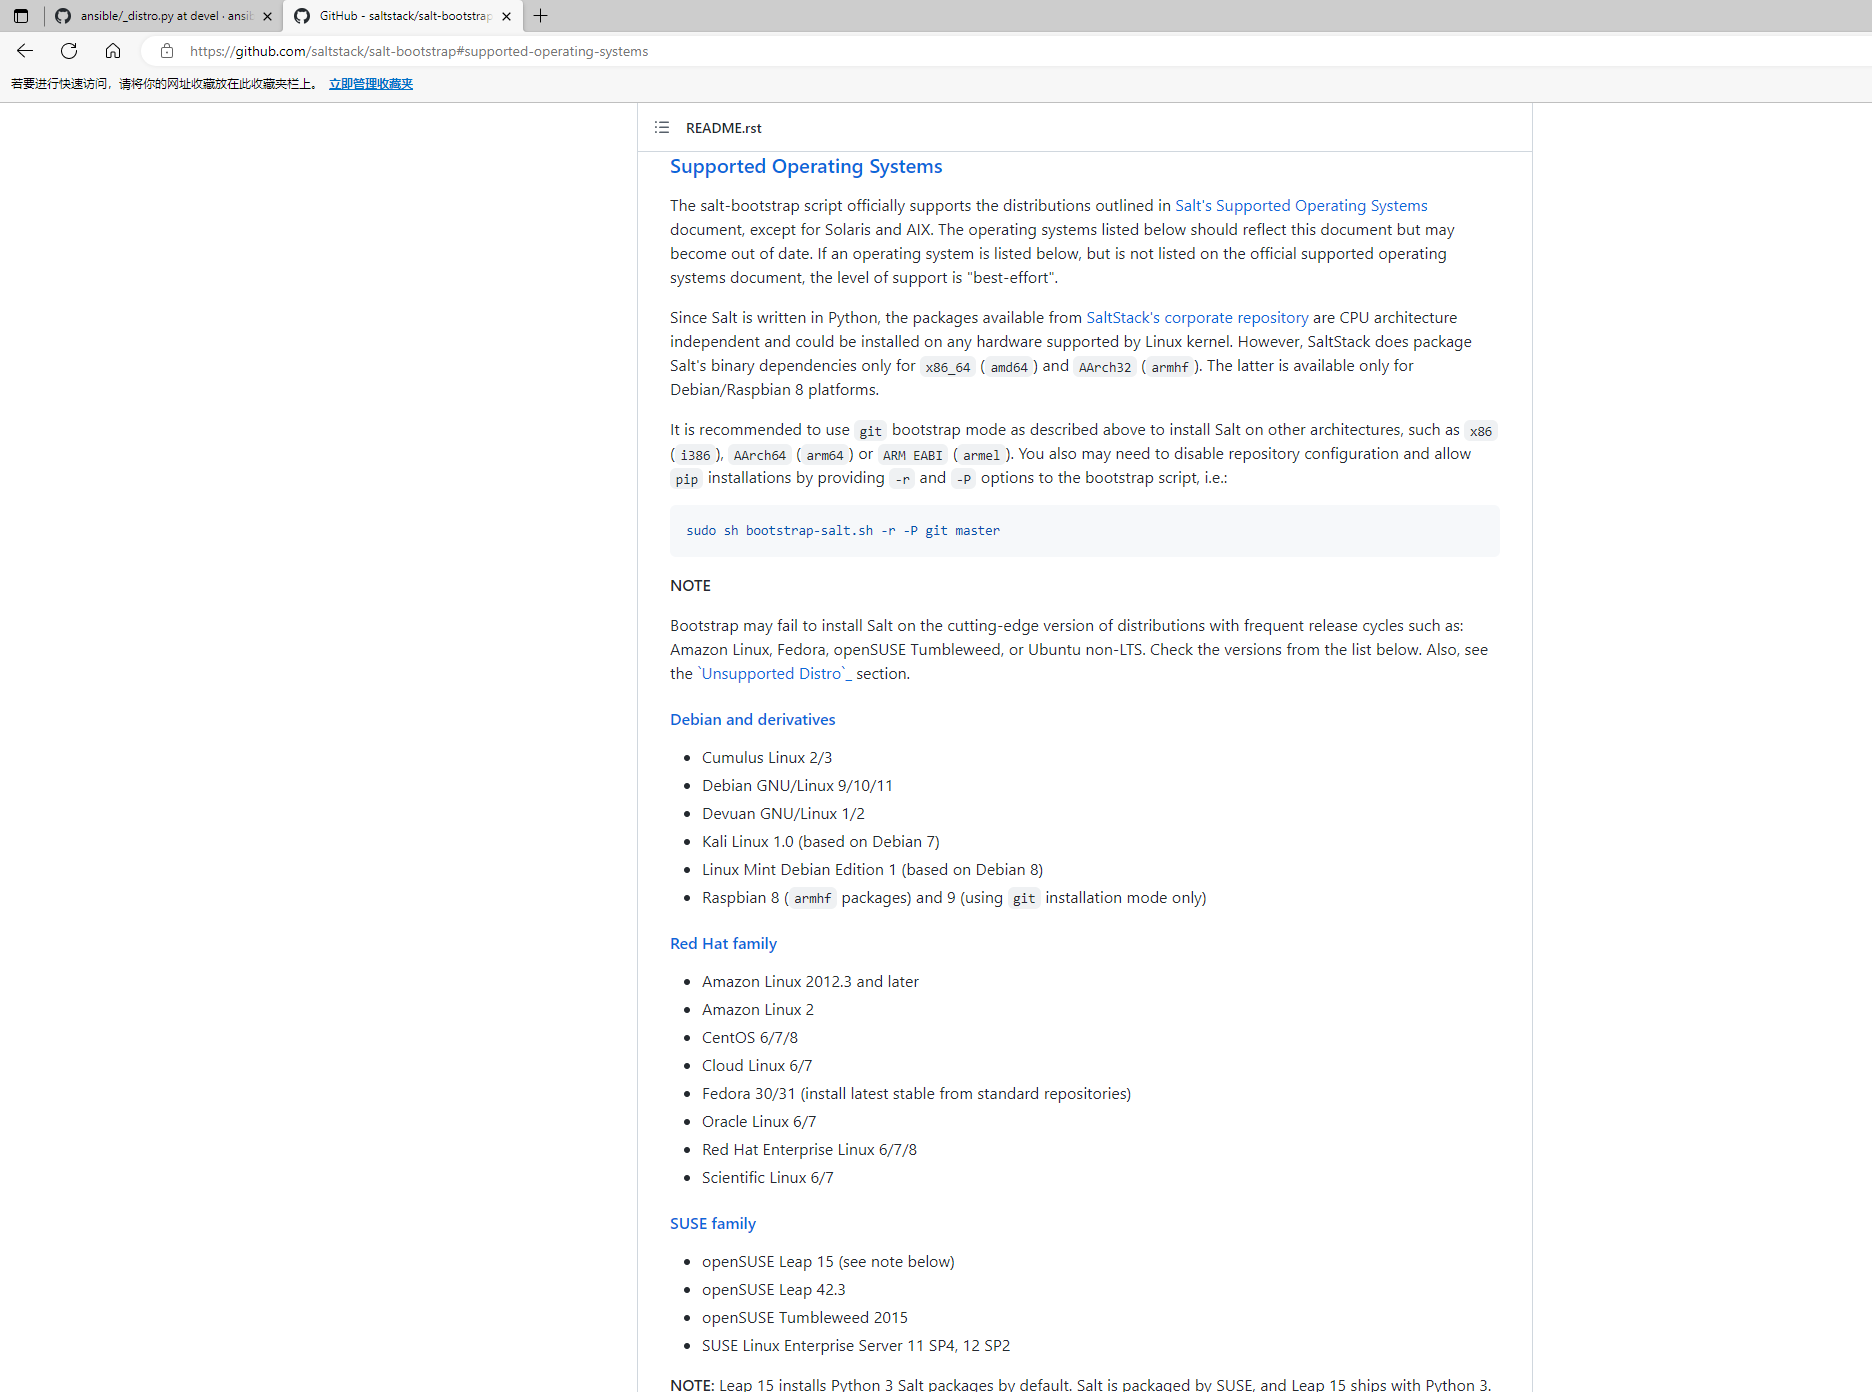 ansible/_distro.py at devel · ansi
GitHub - saltstack/salt-bootstrap
https://github.com/saltstack/salt-bootstrap#supported-operating-systems
若要进行快速访问，请将你的网址收藏放在此收藏夹栏上。 立即管理收藏夹
README.rst
Supported Operating Systems
The salt-bootstrap script officially supports the distributions outlined in Salt's Supported Operating Systems
document, except for Solaris and AIX. The operating systems listed below should reflect this document but may
become out of date. If an operating system is listed below, but is not listed on the official supported operating
systems document, the level of support is "best-effort".
Since Salt is written in Python, the packages available from SaltStack's corporate repository are CPU architecture
independent and could be installed on any hardware supported by Linux kernel. However, SaltStack does package
Salt's binary dependencies only for x86_64 ( amd64 ) and AArch32 ( armhf ). The latter is available only for
Debian/Raspbian 8 platforms.
It is recommended to use git bootstrap mode as described above to install Salt on other architectures, such as x86
( i386 ), AArch64 ( arm64 ) or ARM EABI ( armel ). You also may need to disable repository configuration and allow
pip installations by providing -r and -P options to the bootstrap script, i.e.:
sudo sh bootstrap-salt.sh -r -P git master
NOTE
Bootstrap may fail to install Salt on the cutting-edge version of distributions with frequent release cycles such as:
Amazon Linux, Fedora, openSUSE Tumbleweed, or Ubuntu non-LTS. Check the versions from the list below. Also, see
the `Unsupported Distro`_ section.
Debian and derivatives
• Cumulus Linux 2/3
• Debian GNU/Linux 9/10/11
• Devuan GNU/Linux 1/2
• Kali Linux 1.0 (based on Debian 7)
• Linux Mint Debian Edition 1 (based on Debian 8)
• Raspbian 8 ( armhf packages) and 9 (using git installation mode only)
Red Hat family
• Amazon Linux 2012.3 and later
• Amazon Linux 2
• CentOS 6/7/8
• Cloud Linux 6/7
• Fedora 30/31 (install latest stable from standard repositories)
• Oracle Linux 6/7
• Red Hat Enterprise Linux 6/7/8
• Scientific Linux 6/7
SUSE family
• openSUSE Leap 15 (see note below)
• openSUSE Leap 42.3
• openSUSE Tumbleweed 2015
• SUSE Linux Enterprise Server 11 SP4, 12 SP2
NOTE: Leap 15 installs Python 3 Salt packages by default. Salt is packaged by SUSE, and Leap 15 ships with Python 3.